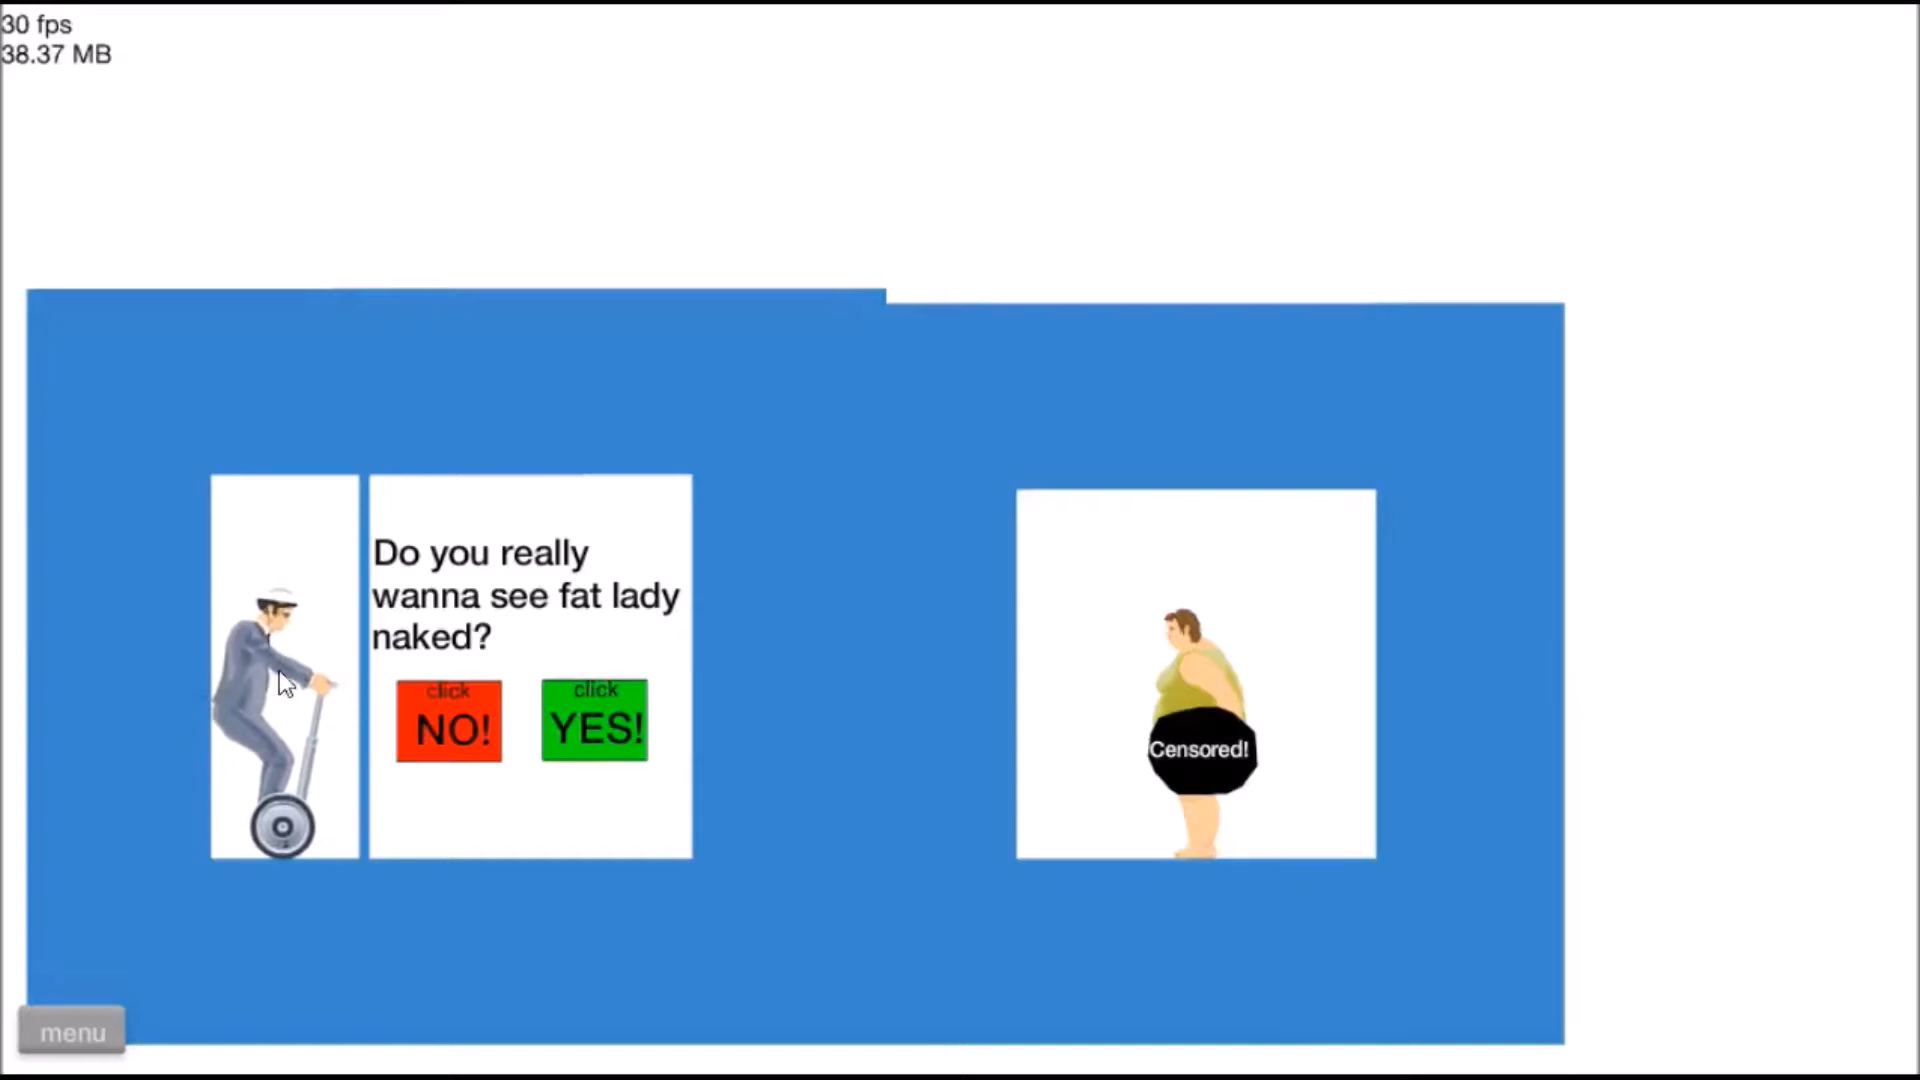 30 fps
38.37 MB
Do you really
wanna see fat lady
naked?
click
NO!
click
YES!
Censored!
menu